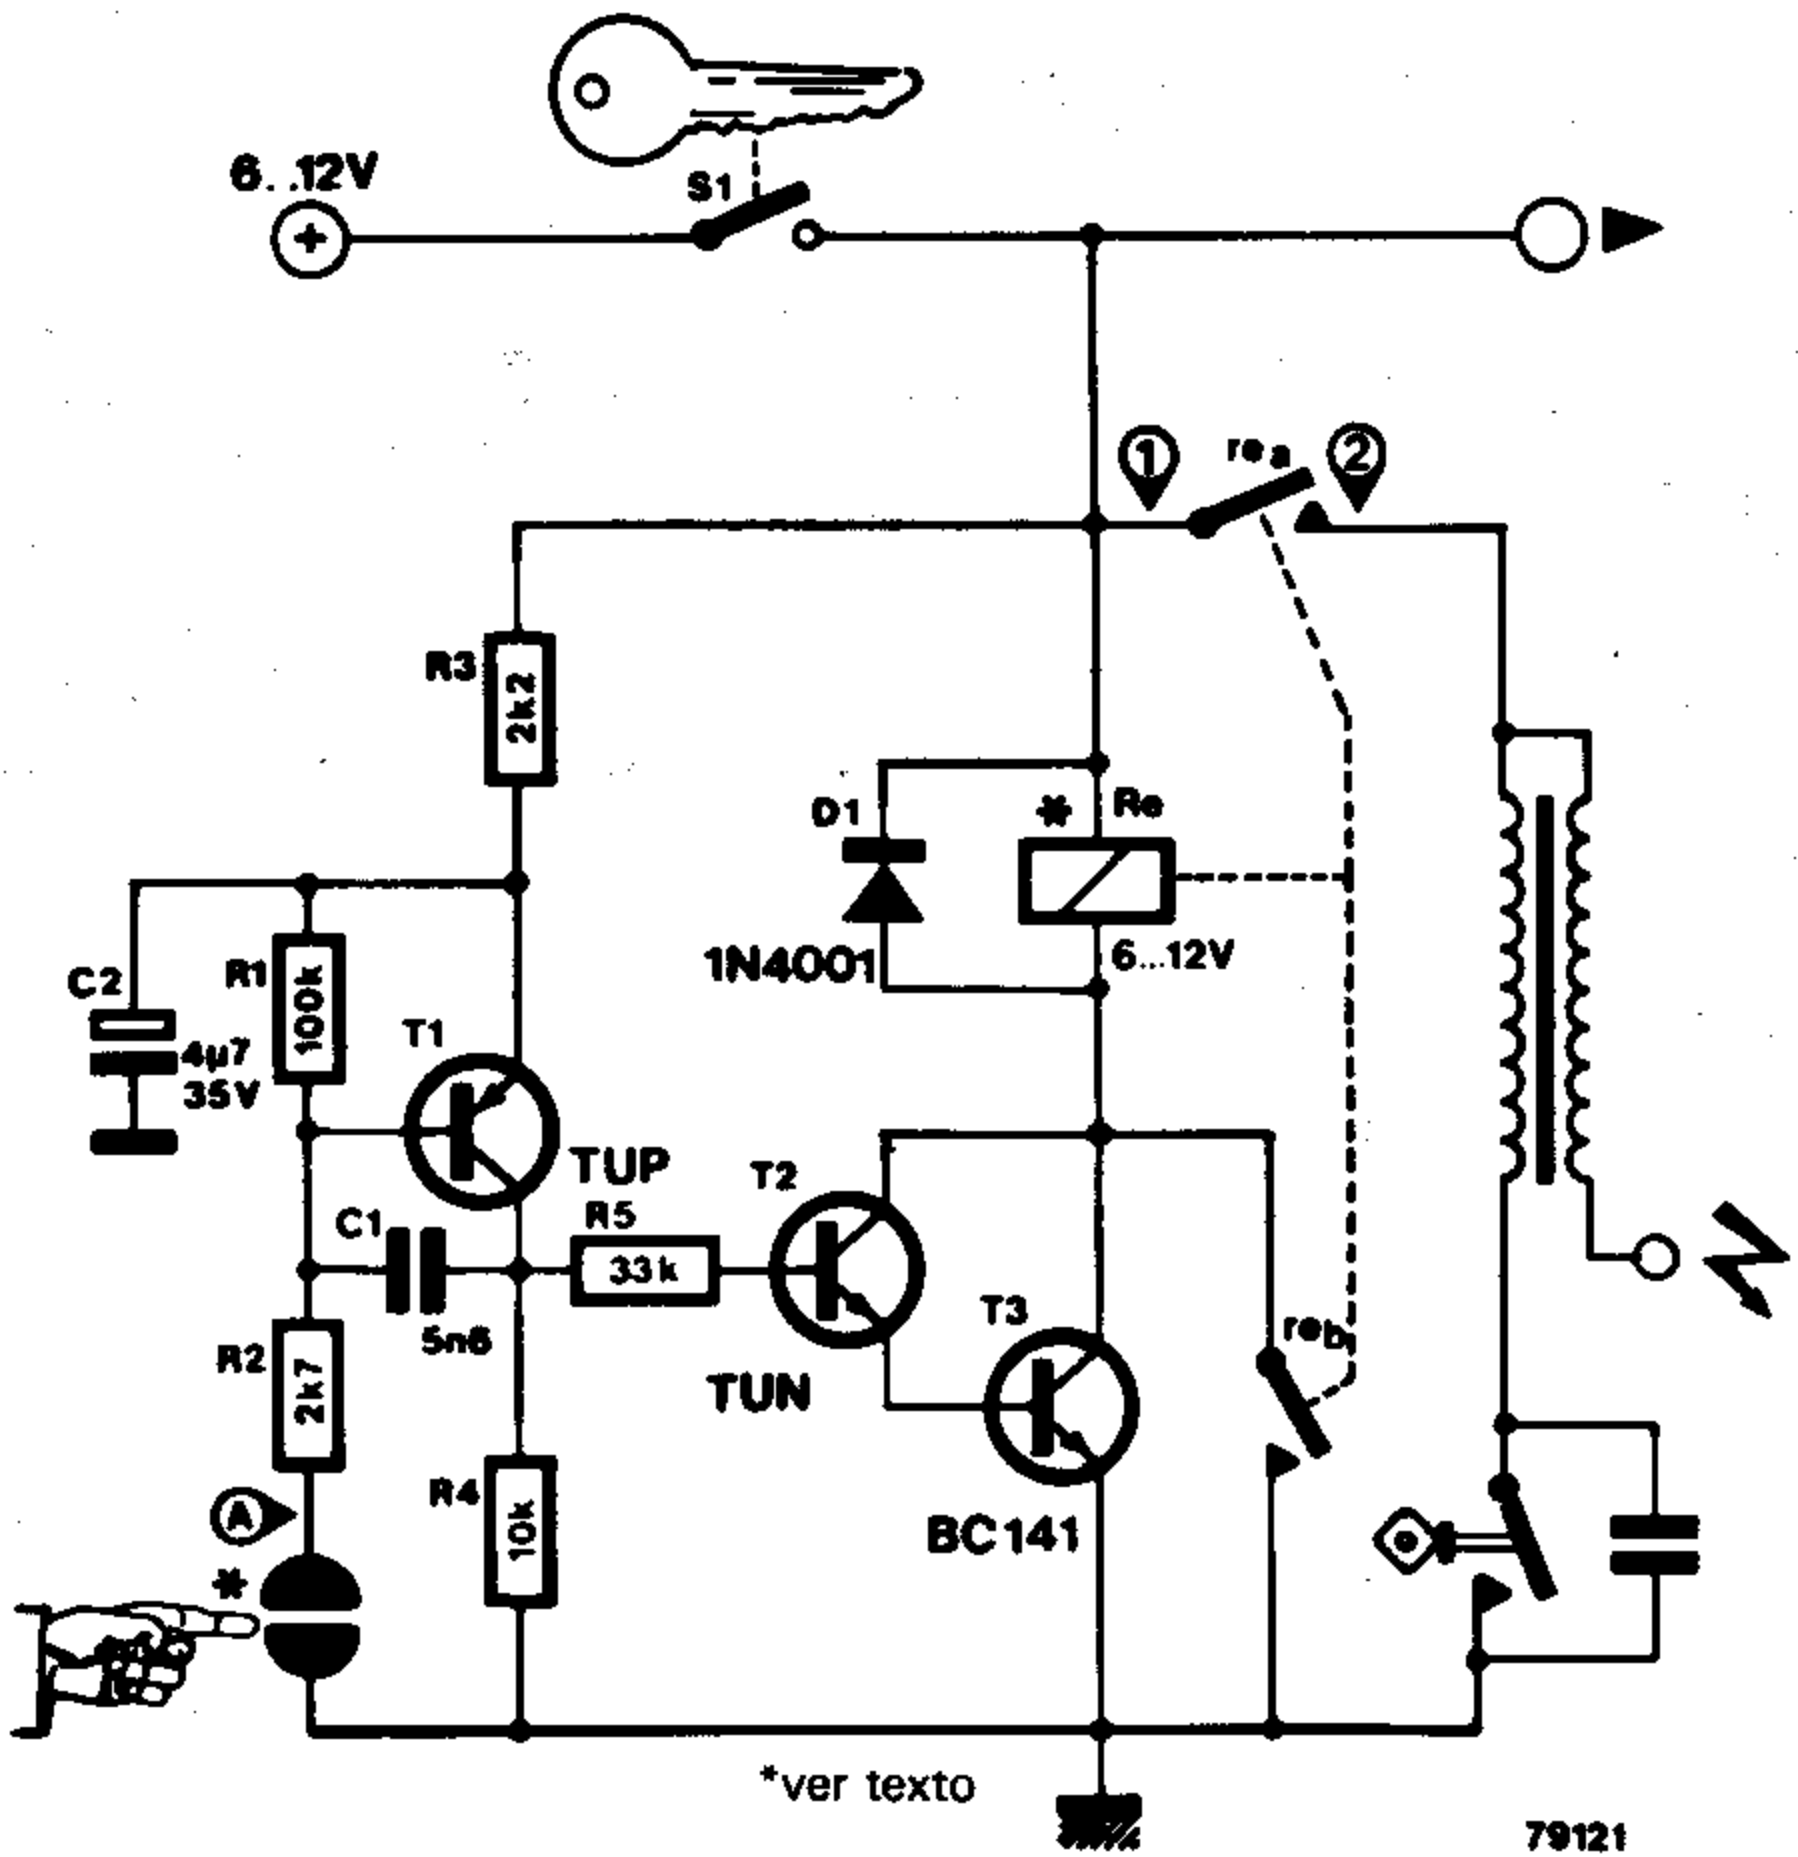 6...12V
S1
+
1
re a
2
R3
2k2
D1
*
Re
C2
R1
100k
1N4001
6...12V
T1
4µ7
35V
TUP
T2
C1
R5
33k
5n6
T3
re b
R2
2k7
TUN
R4
10k
A
BC141
*
*ver texto
79121